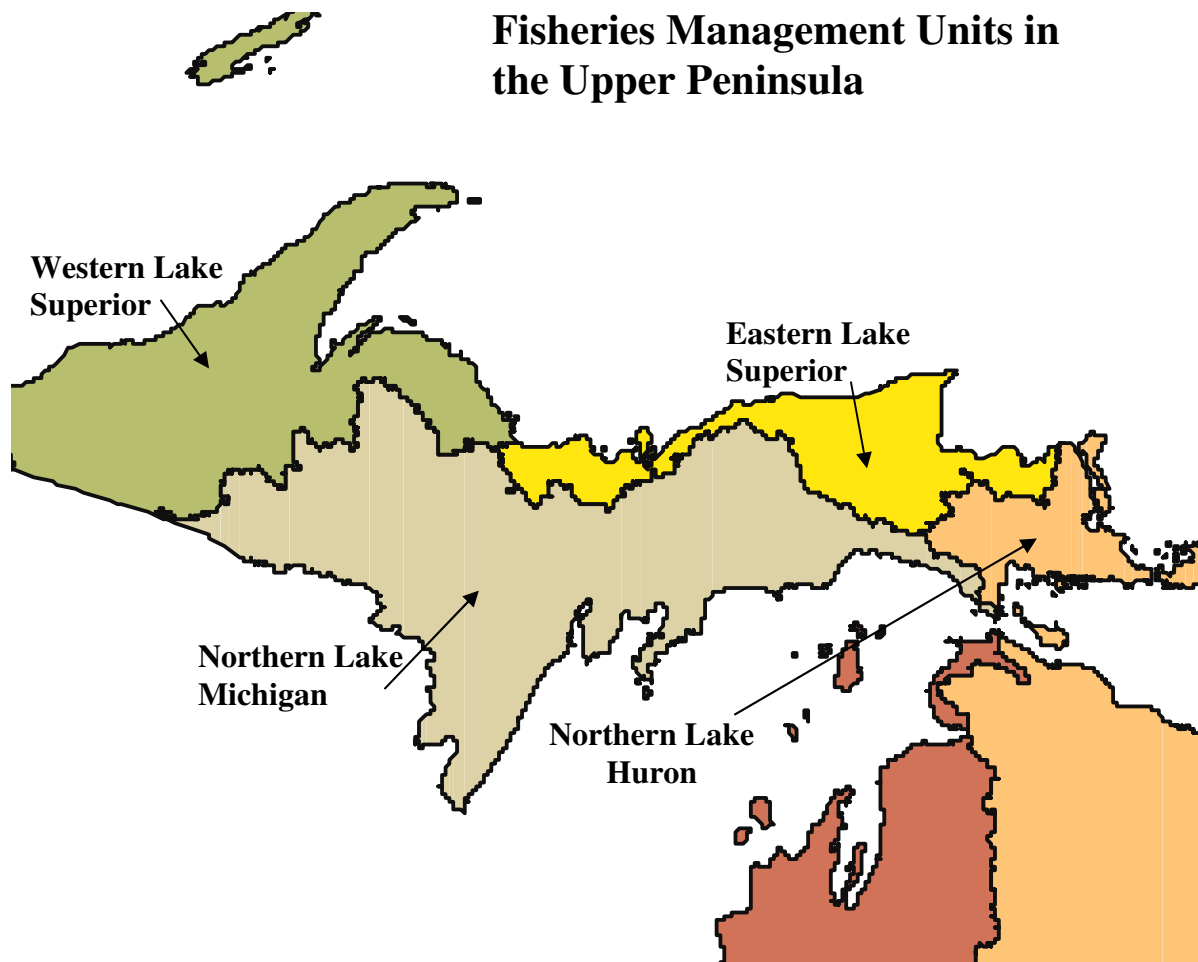 Fisheries Management Units in
the Upper Peninsula
Western Lake
Superior
Eastern Lake
Superior
Northern Lake
Michigan
Northern Lake
Huron